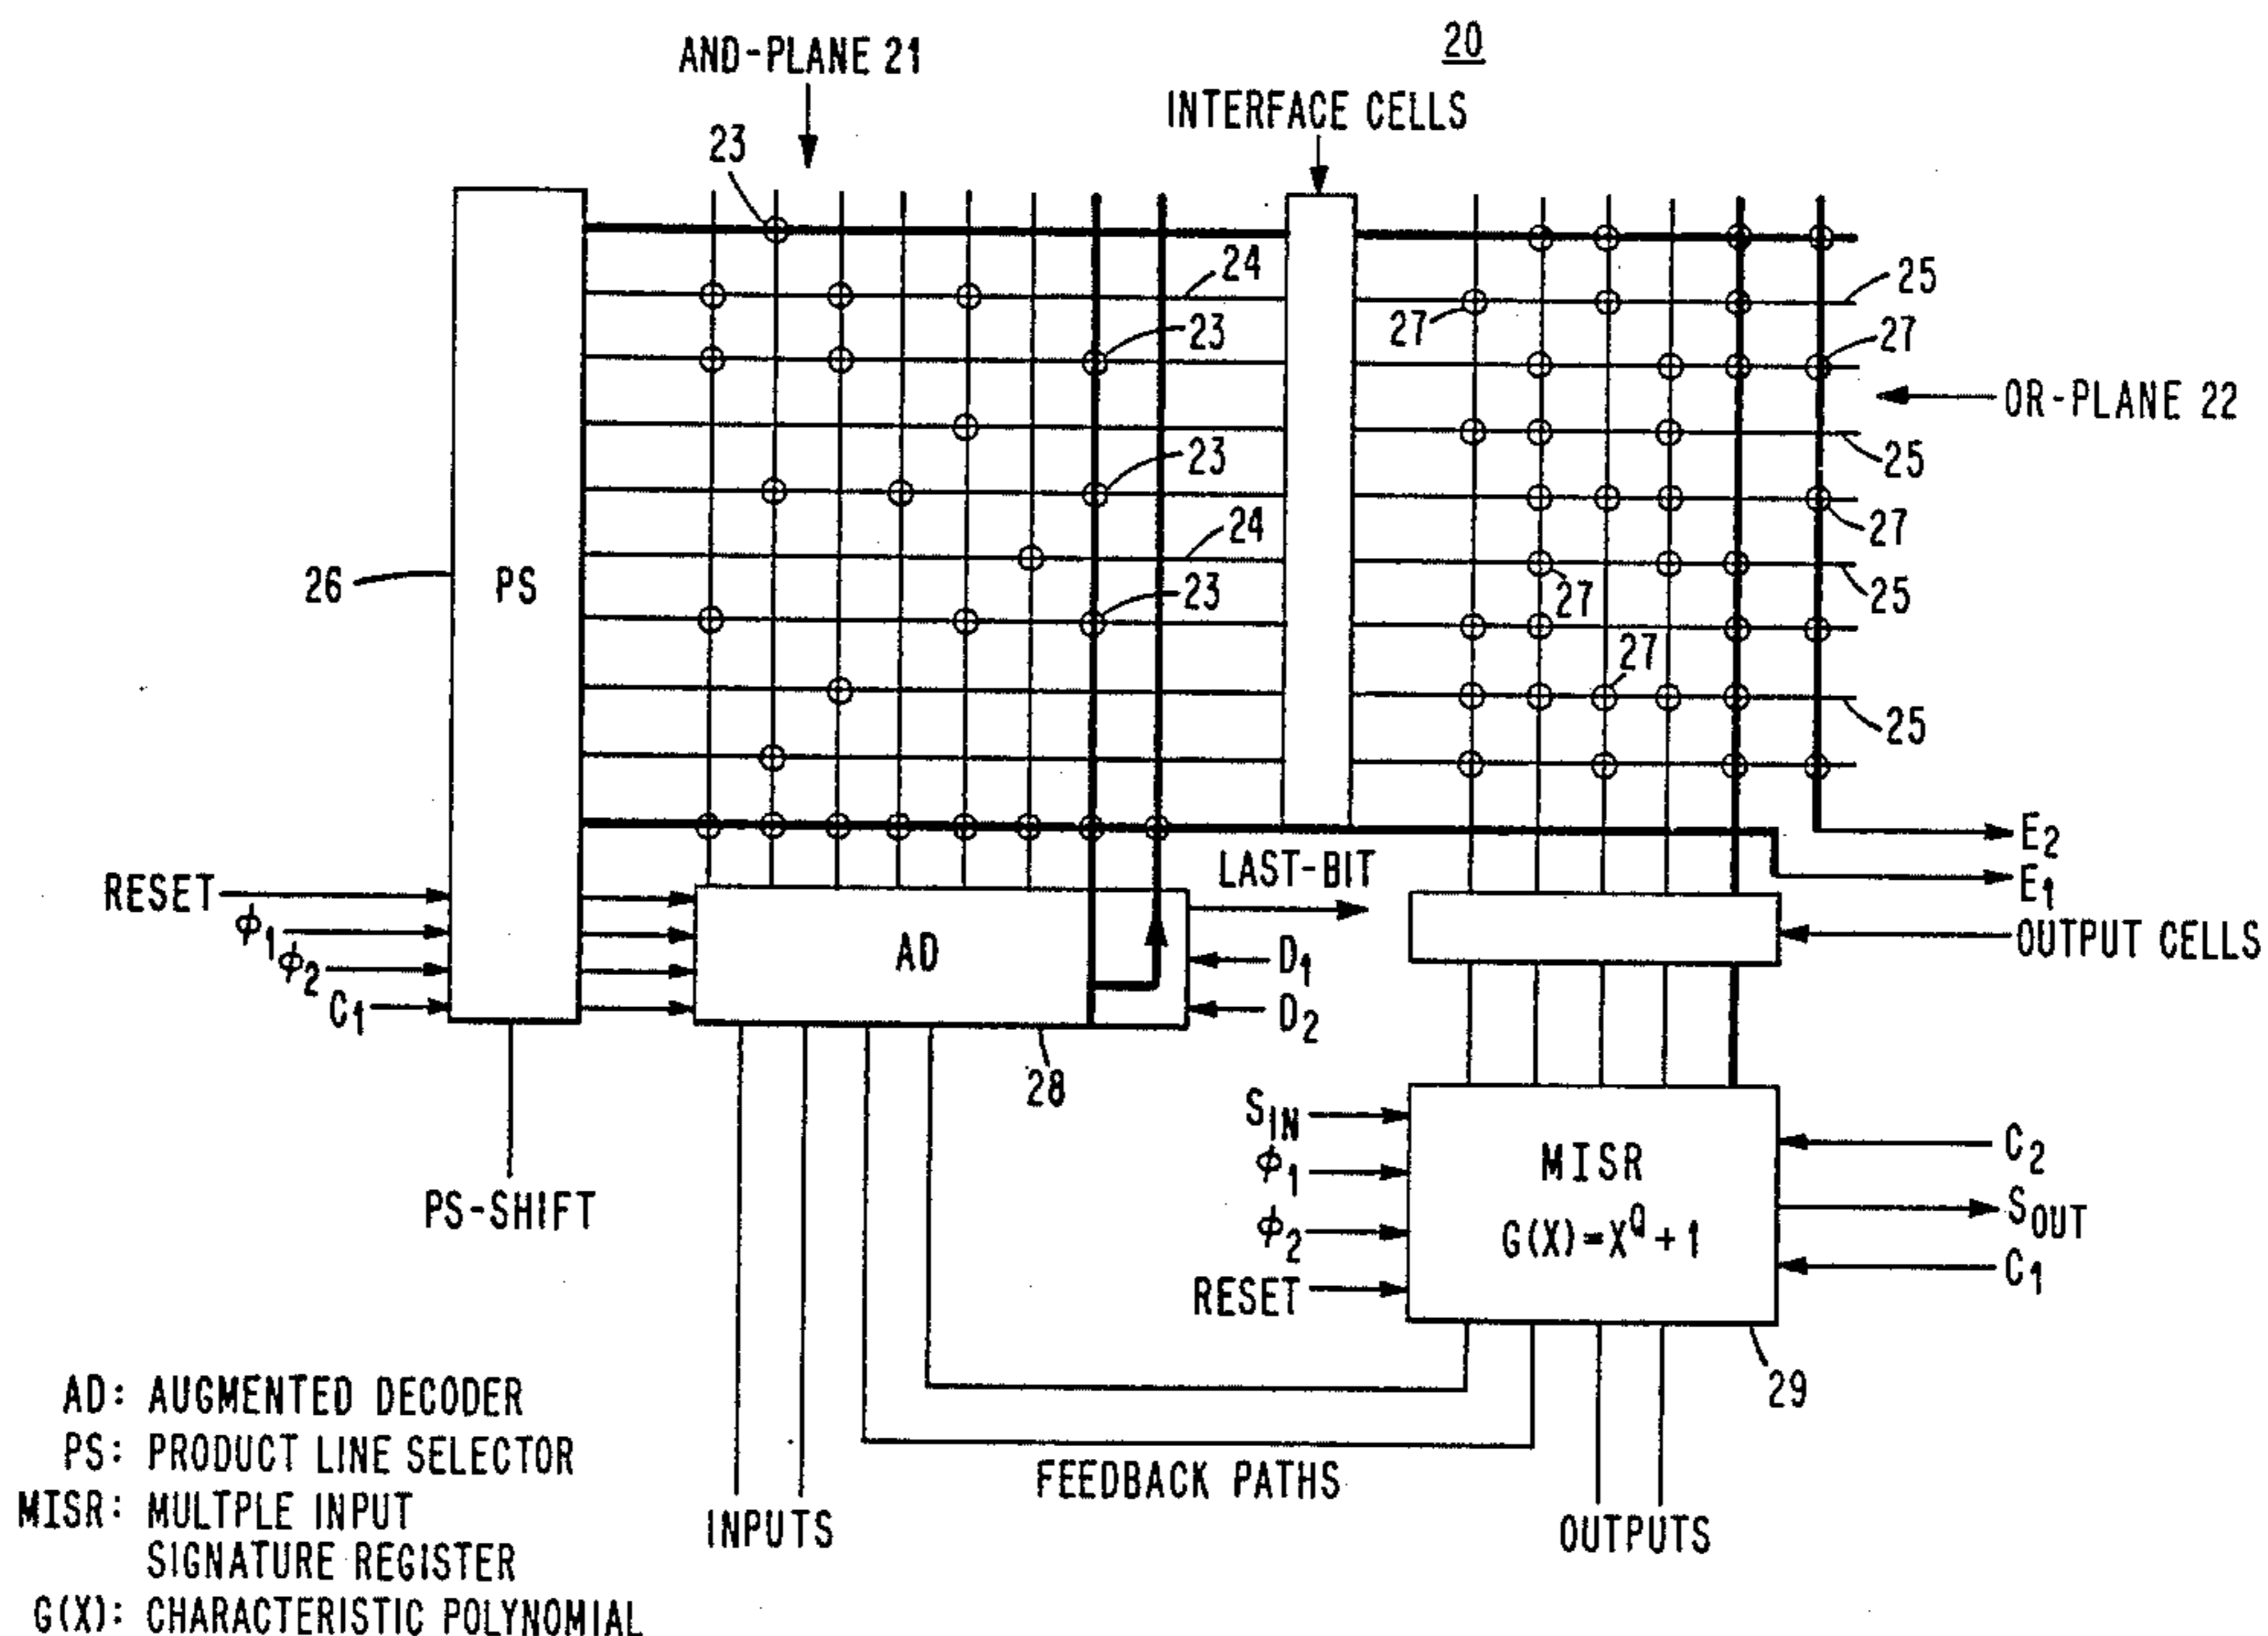 20
AND-PLANE 21
INTERFACE CELLS
23
24
25
27
23
27
OR-PLANE 22
23
25
24
27
26
PS
23
27
25
27
25
E2
LAST-BIT
E1
RESET
ϕ1
ϕ2
C1
AD
D1
D2
OUTPUT CELLS
28
SIN
ϕ1
ϕ2
RESET
MISR
G(X)=X^Q+1
C2
SOUT
C1
PS-SHIFT
29
FEEDBACK PATHS
INPUTS
OUTPUTS
AD: AUGMENTED DECODER
PS: PRODUCT LINE SELECTOR
MISR: MULTPLE INPUT
SIGNATURE REGISTER
G(X): CHARACTERISTIC POLYNOMIAL